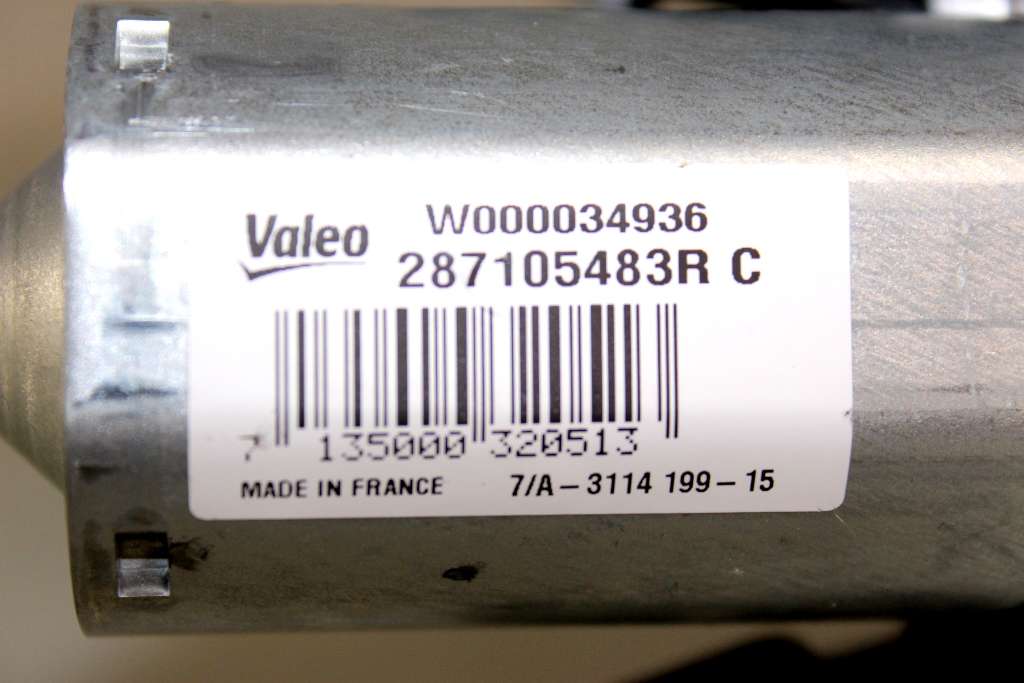 Valeo W000034936
287105483R C
7 135000 320513
MADE IN FRANCE 7/A-3114 199-15